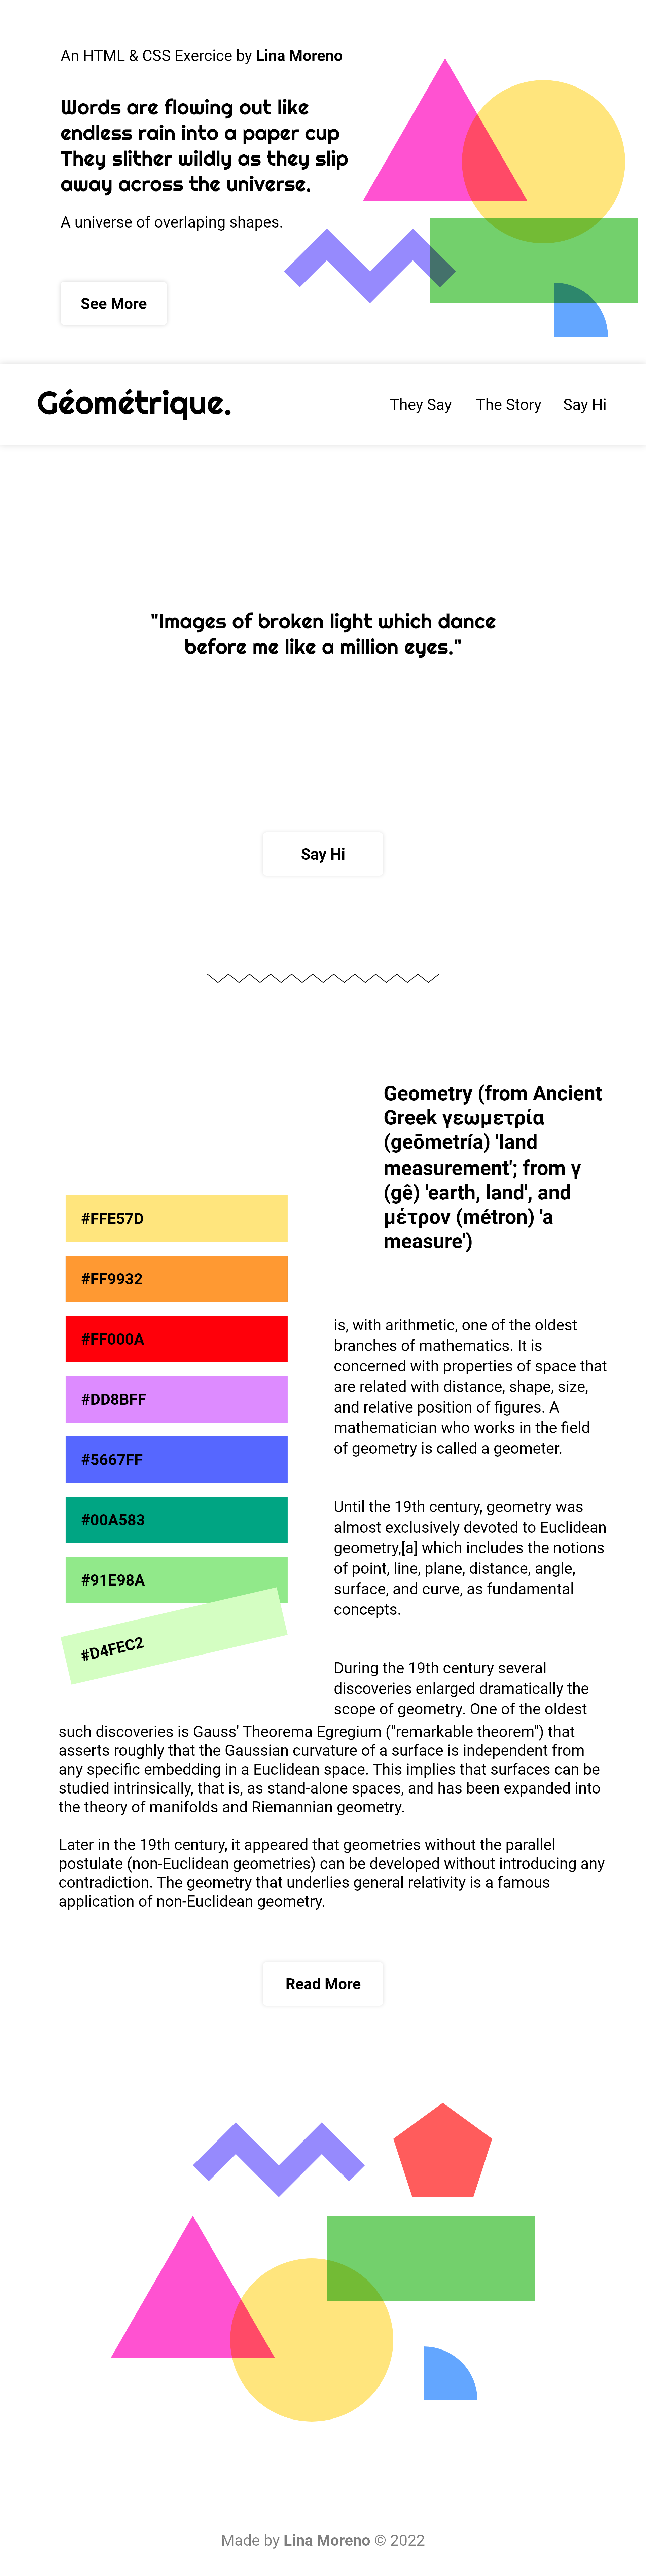 An HTML & CSS Exercice by Lina Moreno
Words are flowing out like
endless rain into a paper cup
They slither wildly as they slip
away across the universe.
A universe of overlaping shapes.
See More
Géométrique.
They Say
The Story
Say Hi
"Images of broken light which dance
before me like a million eyes."
Say Hi
Geometry (from Ancient
Greek γεωμετρία
(geōmetría) 'land
measurement'; from γ
(gê) 'earth, land', and
μέτρον (métron) 'a
measure')
#FFE57D
#FF9932
#FF000A
#DD8BFF
#5667FF
#00A583
#91E98A
#D4FEC2
is, with arithmetic, one of the oldest
branches of mathematics. It is
concerned with properties of space that
are related with distance, shape, size,
and relative position of figures. A
mathematician who works in the field
of geometry is called a geometer.
Until the 19th century, geometry was
almost exclusively devoted to Euclidean
geometry,[a] which includes the notions
of point, line, plane, distance, angle,
surface, and curve, as fundamental
concepts.
During the 19th century several
discoveries enlarged dramatically the
scope of geometry. One of the oldest
such discoveries is Gauss' Theorema Egregium ("remarkable theorem") that
asserts roughly that the Gaussian curvature of a surface is independent from
any specific embedding in a Euclidean space. This implies that surfaces can be
studied intrinsically, that is, as stand-alone spaces, and has been expanded into
the theory of manifolds and Riemannian geometry.
Later in the 19th century, it appeared that geometries without the parallel
postulate (non-Euclidean geometries) can be developed without introducing any
contradiction. The geometry that underlies general relativity is a famous
application of non-Euclidean geometry.
Read More
Made by Lina Moreno © 2022